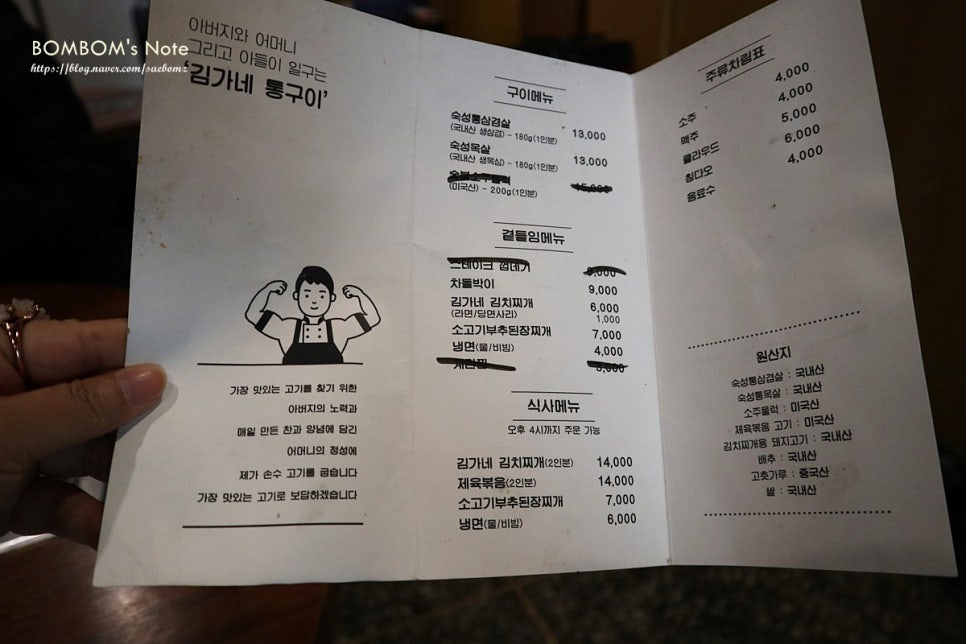 BOMBOM's Note
https://blog.naver.com/saebomz
아버지와 어머니
그리고 아들이 일구는
'김가네 통구이'
가장 맛있는 고기를 찾기 위한
아버지의 노력과
매일 만든 찬과 양념에 담긴
어머니의 정성에
제가 손수 고기를 굽습니다
가장 맛있는 고기로 보답하겠습니다
구이메뉴
숙성통삼겹살 13,000
(국내산 생삼겹) - 180g(1인분)
숙성목살 13,000
(국내산 생목심) - 180g(1인분)
(미국산) - 200g(1인분)
곁들임메뉴
스테이크 껍데기
차돌박이 9,000
김가네 김치찌개 6,000
(라면/당면사리) 1,000
소고기부추된장찌개 7,000
냉면(물/비빔) 4,000
식사메뉴
오후 4시까지 주문 가능
김가네 김치찌개(2인분) 14,000
제육볶음(2인분) 14,000
소고기부추된장찌개 7,000
냉면(물/비빔) 6,000
주류차림표
소주 4,000
맥주 4,000
클라우드 5,000
칭다오 6,000
음료수 4,000
원산지
숙성통삼겹살 : 국내산
숙성통목살 : 국내산
소주물럭 : 미국산
제육볶음 고기 : 미국산
김치찌개용 돼지고기 : 국내산
배추 : 국내산
고춧가루 : 중국산
쌀 : 국내산